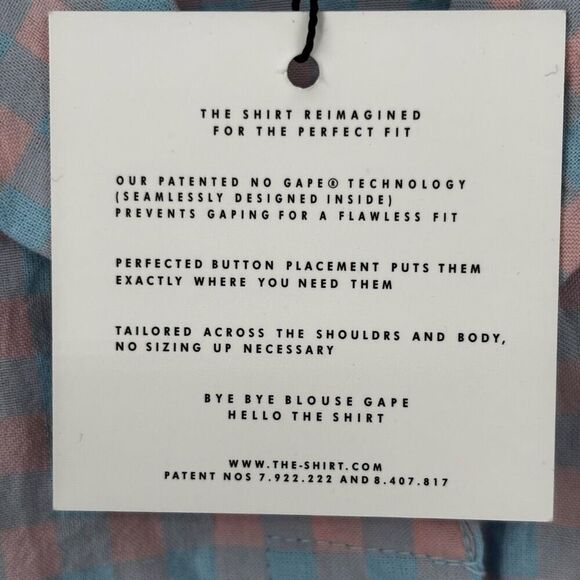 THE SHIRT REIMAGINED
FOR THE PERFECT FIT
OUR PATENTED NO GAPE® TECHNOLOGY
(SEAMLESSLY DESIGNED INSIDE)
PREVENTS GAPING FOR A FLAWLESS FIT
PERFECTED BUTTON PLACEMENT PUTS THEM
EXACTLY WHERE YOU NEED THEM
TAILORED ACROSS THE SHOULDRS AND BODY,
NO SIZING UP NECESSARY
BYE BYE BLOUSE GAPE
HELLO THE SHIRT
WWW.THE-SHIRT.COM
PATENT NOS 7.922.222 AND 8.407.817